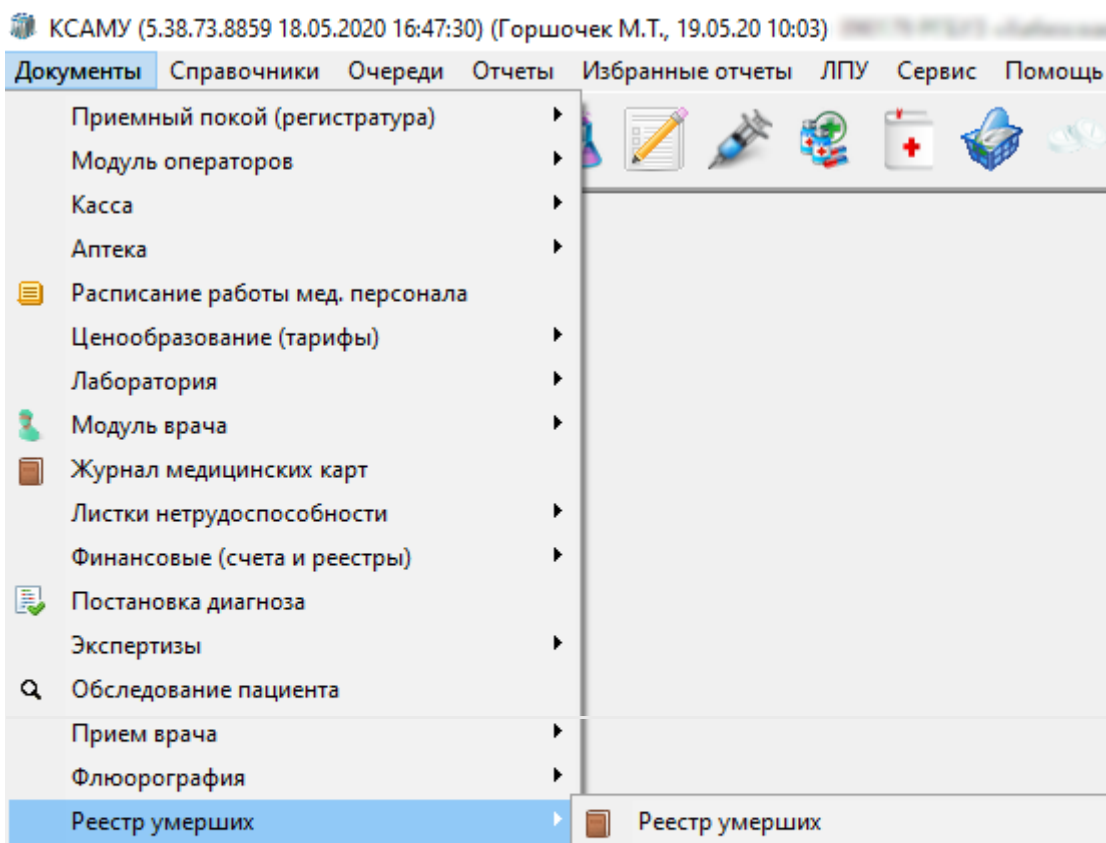 КСАМУ (5.38.73.8859 18.05.2020 16:47:30) (Горшочек М.Т., 19.05.20 10:03)
Документы Справочники Очереди Отчеты Избранные отчеты ЛПУ Сервис Помощь
Приемный покой (регистратура)
Модуль операторов
Касса
Аптека
Расписание работы мед. персонала
Ценообразование (тарифы)
Лаборатория
Модуль врача
Журнал медицинских карт
Листки нетрудоспособности
Финансовые (счета и реестры)
Постановка диагноза
Экспертизы
Обследование пациента
Прием врача
Флюорография
Реестр умерших Реестр умерших